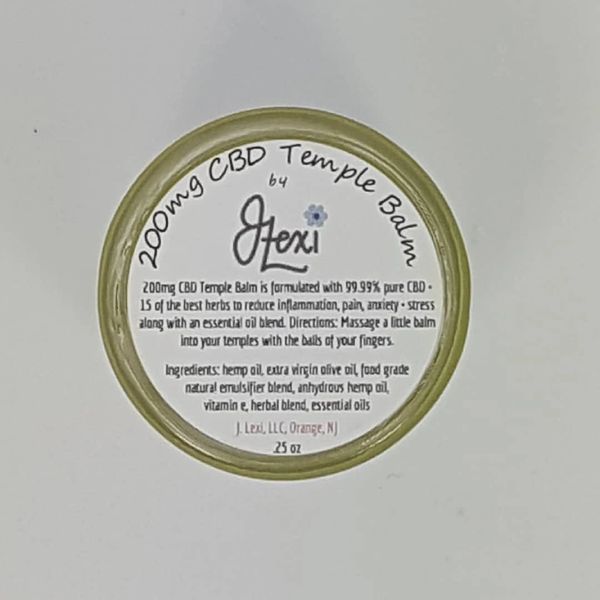 200mg CBD Temple Balm
by
J Lexi
200mg CBD Temple Balm is formulated with 99.99% pure CBD +
15 of the best herbs to reduce inflammation, pain, anxiety + stress
along with an essential oil blend. Directions: Massage a little balm
into your temples with the balls of your fingers.
Ingredients: hemp oil, extra virgin olive oil, food grade
natural emulsifier blend, anhydrous hemp oil,
vitamin e, herbal blend, essential oils
J. Lexi, LLC, Orange, NJ
.25 oz